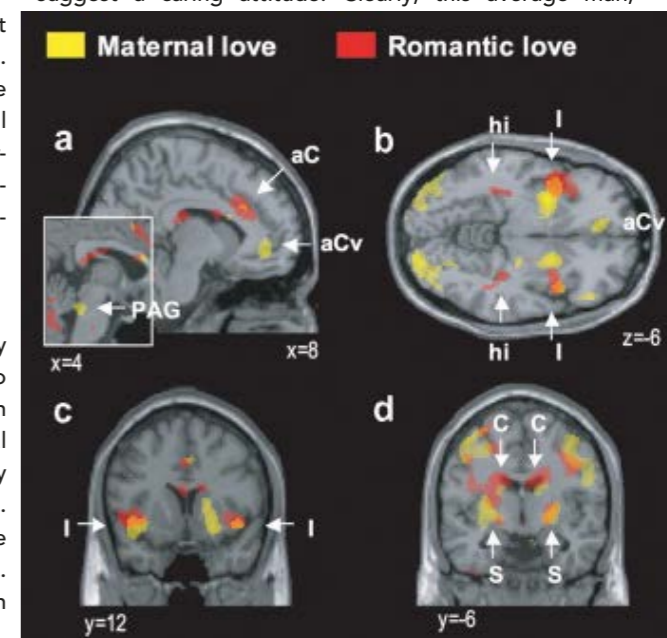 suggest a caring attitude. Clearly, this average man,
Maternal love
Romantic love
a
aC
aCv
PAG
x=4
x=8
b
hi
I
aCv
hi
I
z=-6
c
I
I
y=12
d
C
C
S
S
y=-6